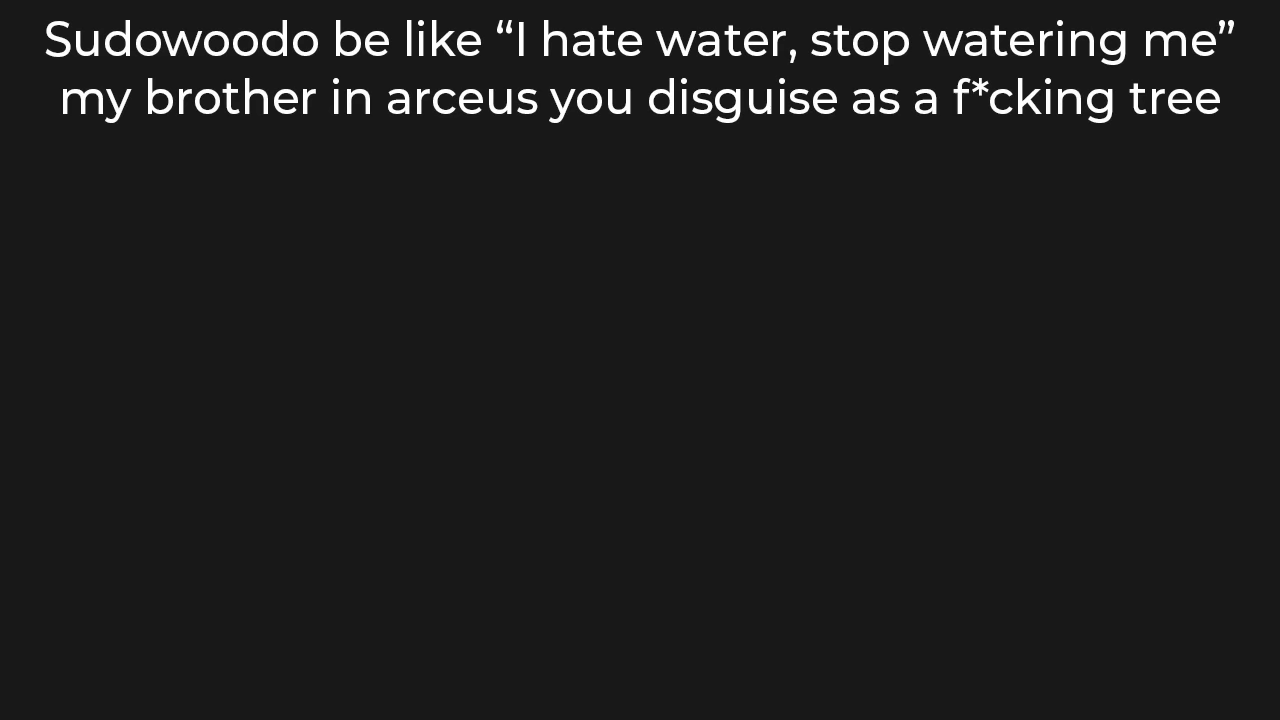 Sudowoodo be like “I hate water, stop watering me”
my brother in arceus you disguise as a f*cking tree